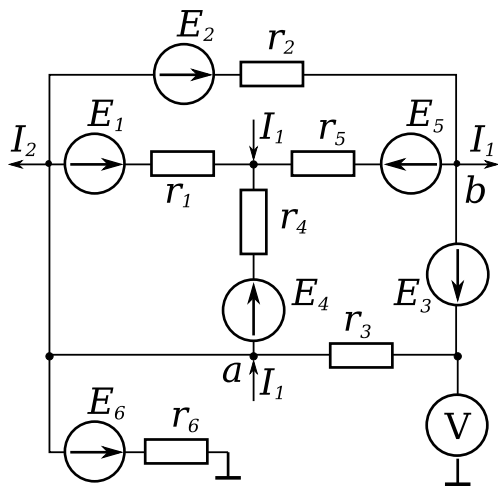 E₂ r₂
E₁ I₁ r₅ E₅ I₁
I₂ r₁ b
r₄
E₄ E₃
r₃
a I₁
E₆ r₆ V